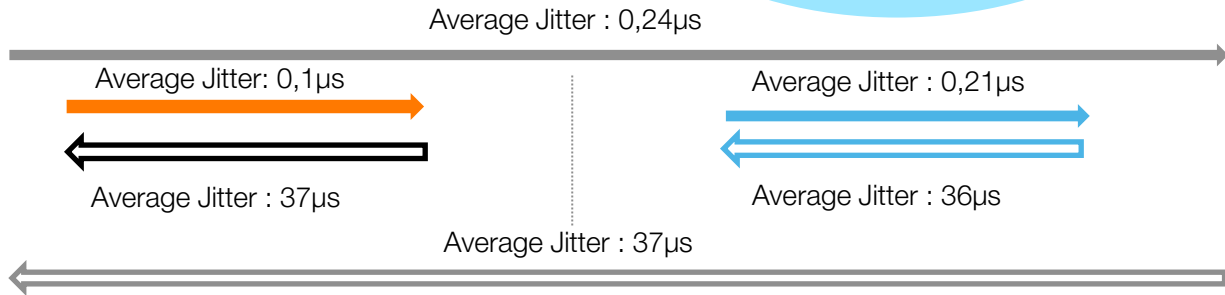 Average Jitter : 0,24µs
Average Jitter: 0,1µs
Average Jitter : 0,21µs
Average Jitter : 37µs
Average Jitter : 36µs
Average Jitter : 37µs